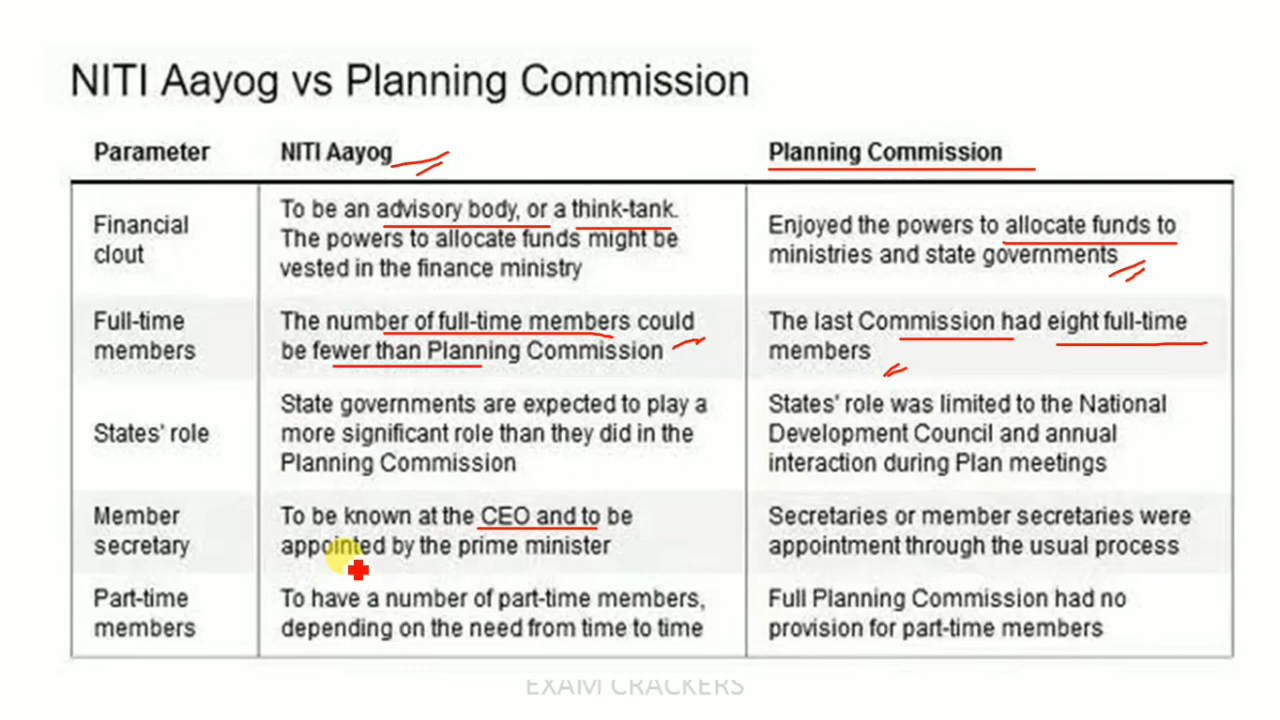 NITI Aayog vs Planning Commission
Parameter
NITI Aayog
Planning Commission
Financial
clout
To be an advisory body, or a think-tank.
The powers to allocate funds might be
vested in the finance ministry
Enjoyed the powers to allocate funds to
ministries and state governments
Full-time
members
The number of full-time members could
be fewer than Planning Commission
The last Commission had eight full-time
members
States' role
State governments are expected to play a
more significant role than they did in the
Planning Commission
States' role was limited to the National
Development Council and annual
interaction during Plan meetings
Member
secretary
To be known at the CEO and to be
appointed by the prime minister
Secretaries or member secretaries were
appointment through the usual process
Part-time
members
To have a number of part-time members,
depending on the need from time to time
Full Planning Commission had no
provision for part-time members
EXAM CRACKERS